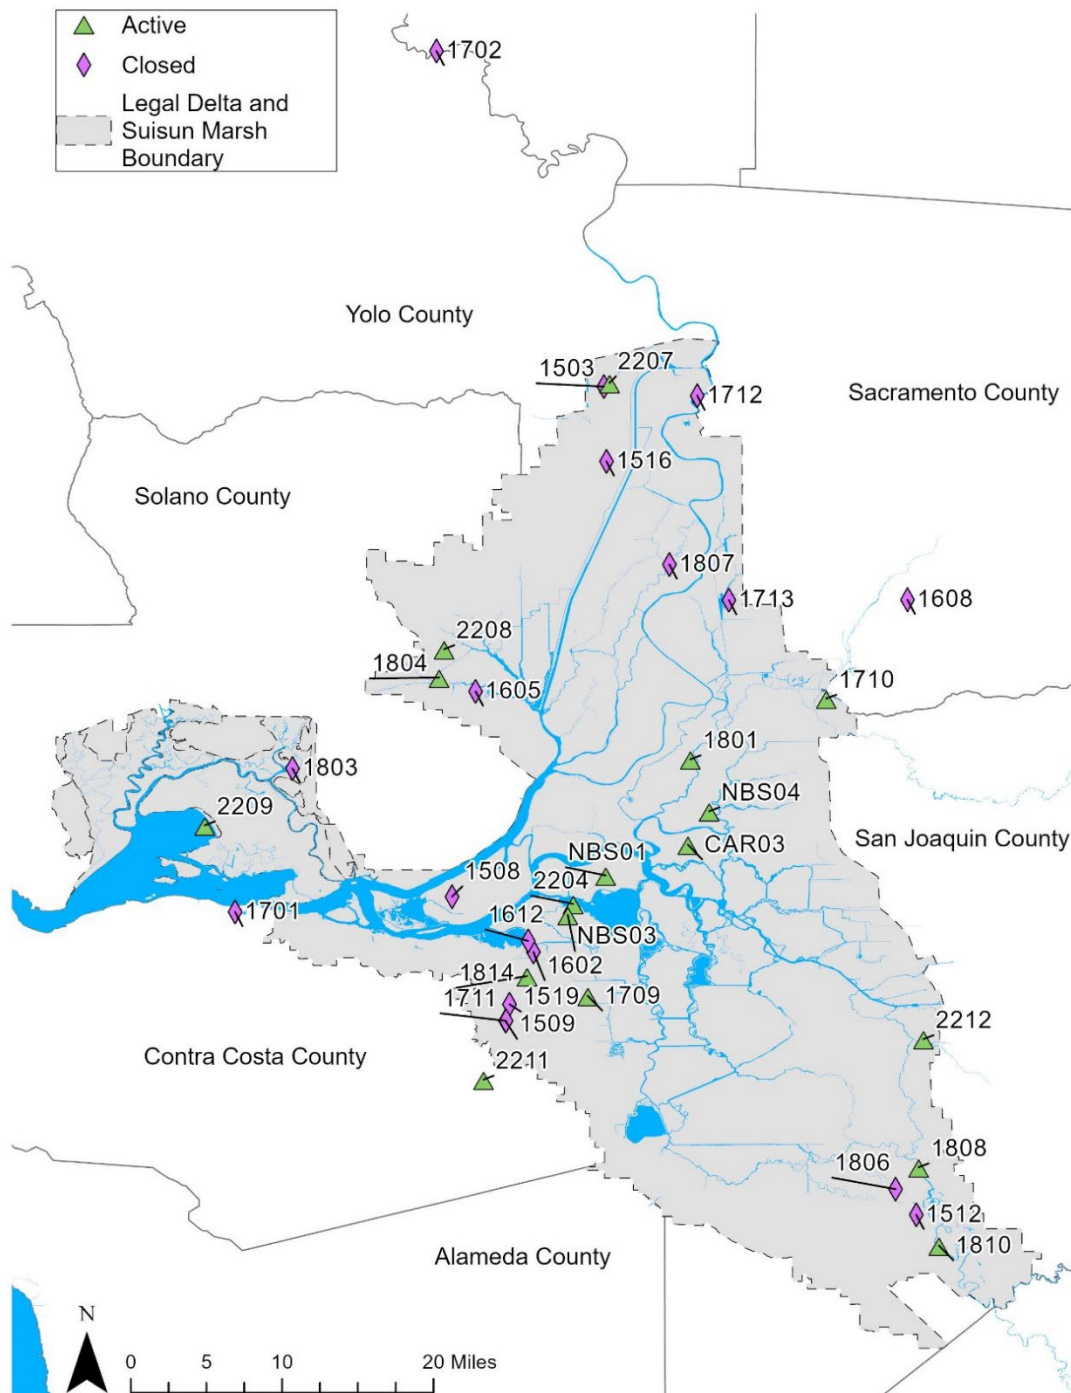 Active
Closed
Legal Delta and
Suisun Marsh
Boundary
1702
Yolo County
1503
2207
1712
Sacramento County
1516
Solano County
1807
1713
1608
2208
1804
1605
1710
1801
1803
NBS04
2209
CAR03
San Joaquin County
NBS01
1508
2204
1701
1612
NBS03
1602
1814
1711
1519
1709
1509
2212
Contra Costa County
2211
1808
1806
1512
1810
Alameda County
N
0 5 10 20 Miles